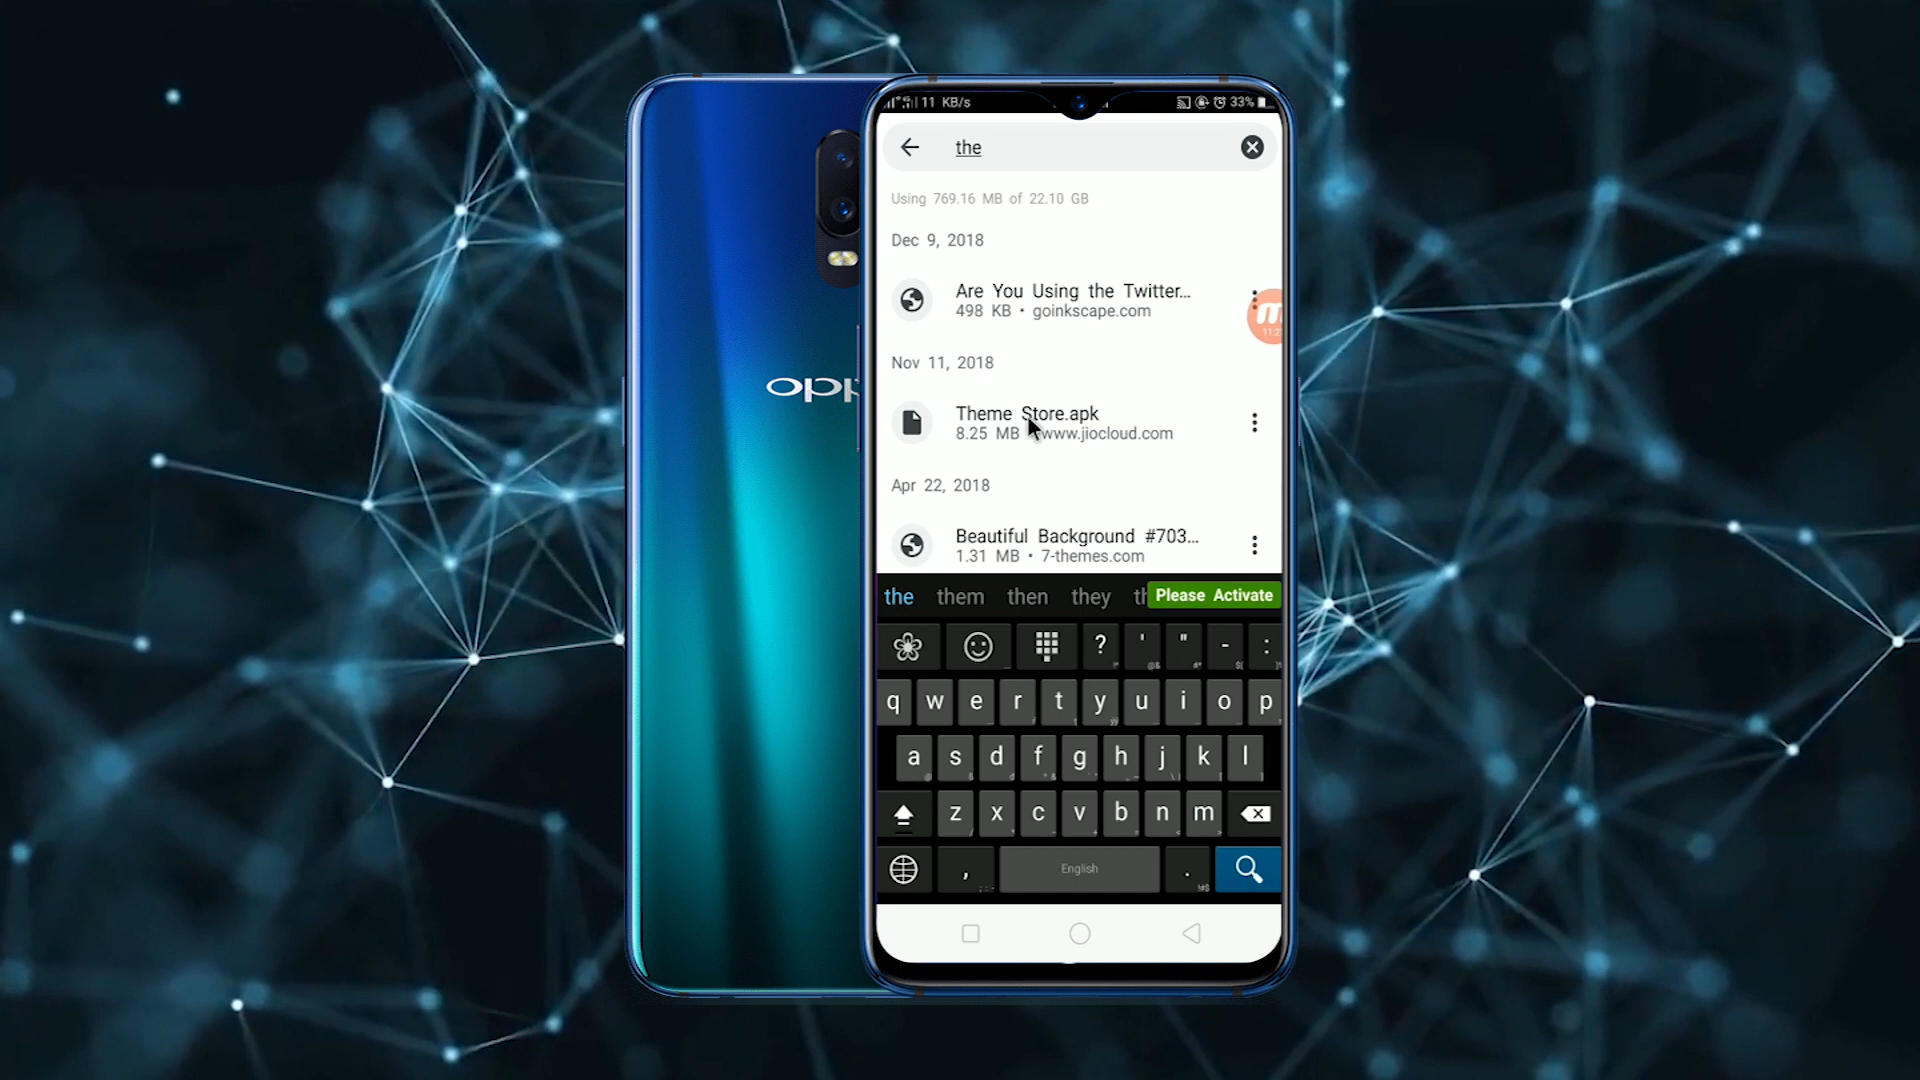 oppo
11 KB/s
33%
the
Using 769.16 MB of 22.10 GB
Dec 9, 2018
Are You Using the Twitter...
498 KB • goinkscape.com
Nov 11, 2018
Theme Store.apk
8.25 MB www.jiocloud.com
Apr 22, 2018
Beautiful Background #703...
1.31 MB • 7-themes.com
the them then they th Please Activate
? ' " - :
q w e r t y u i o p
a s d f g h j k l
z x c v b n m
, English .